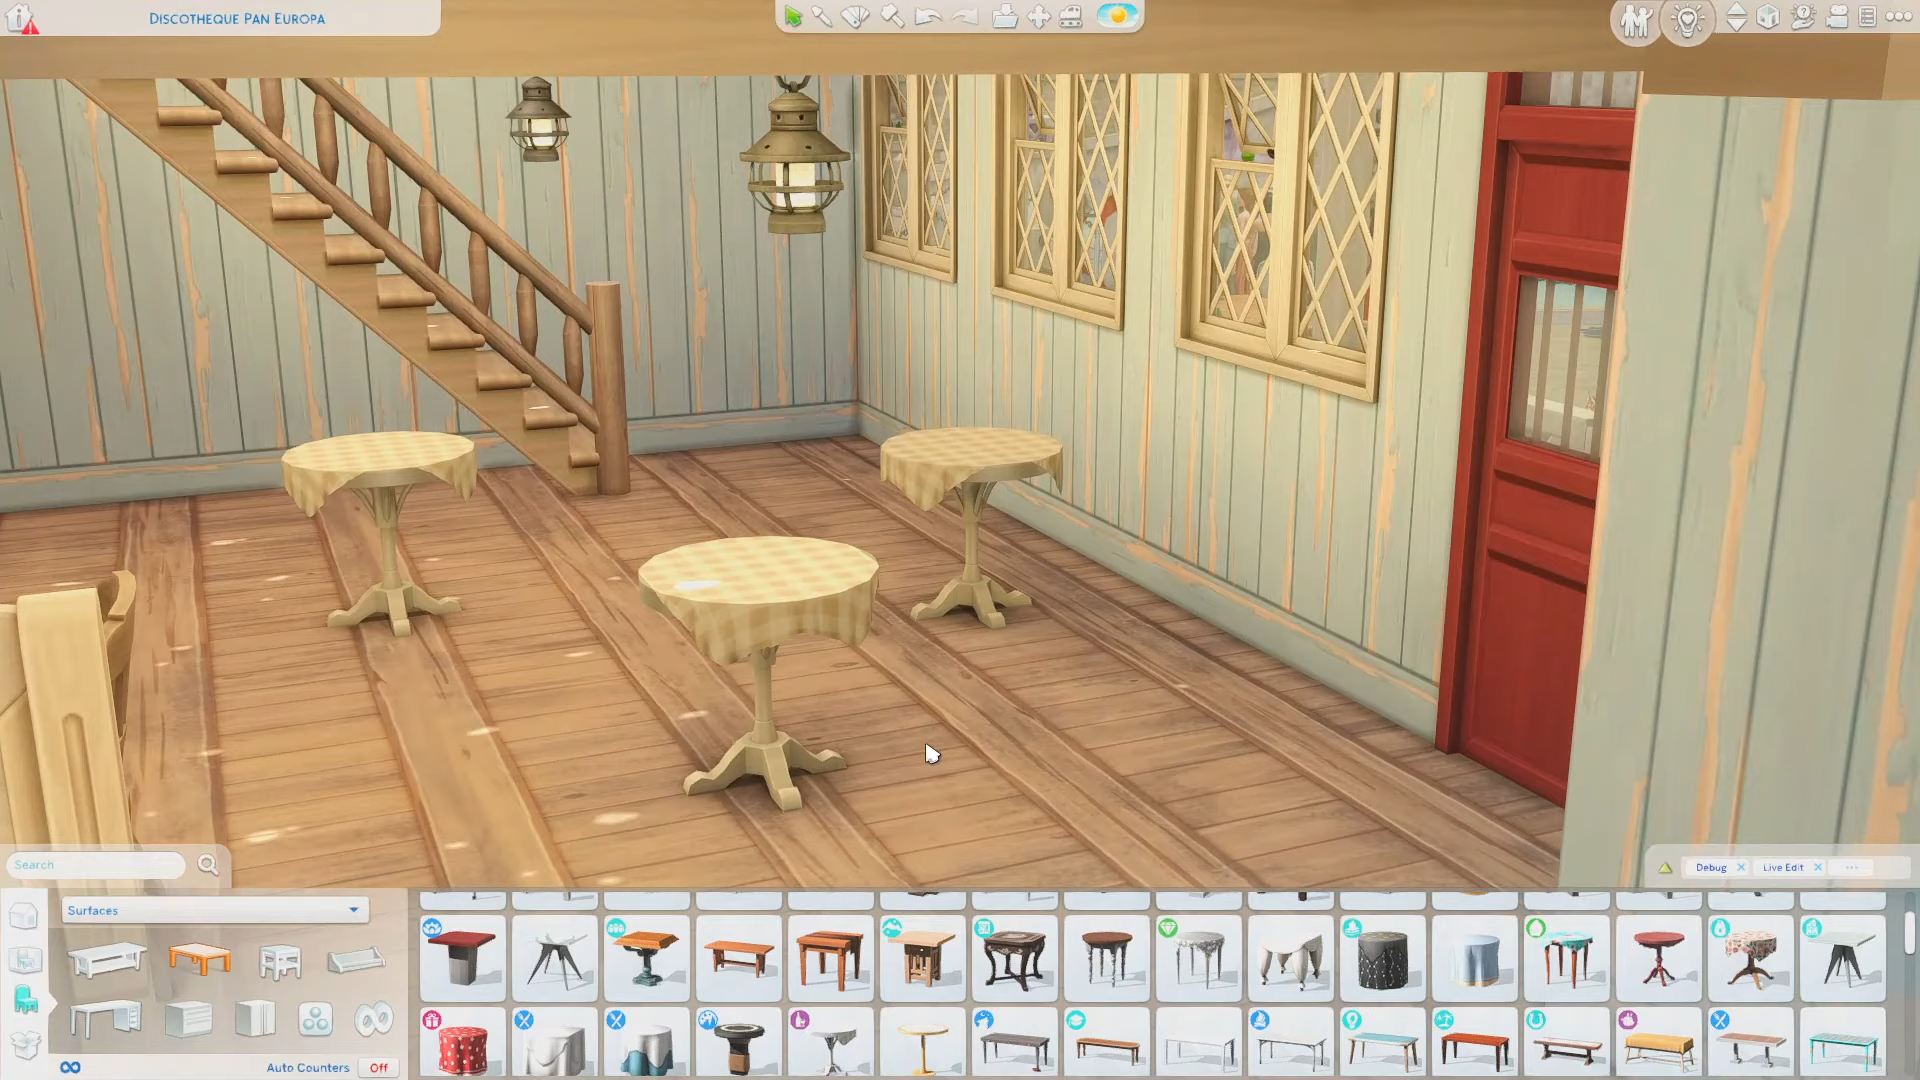 DISCOTHEQUE PAN EUROPA
Search
Debug
Live Edit
Surfaces
Auto Counters
Off